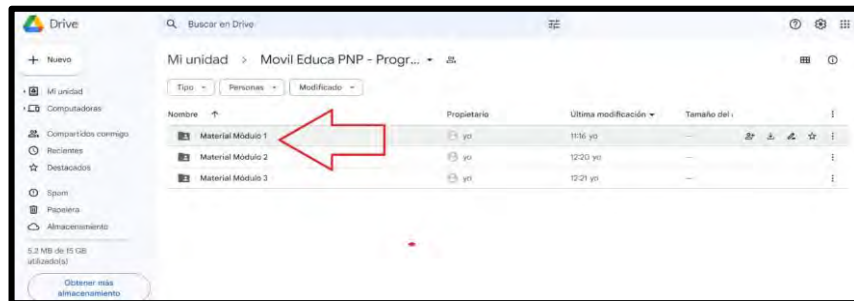 Drive
Buscar en Drive
Nuevo
Mi unidad > Movil Educa PNP - Progr...
Mi unidad
Computadoras
Tipo
Personas
Modificado
Nombre
Propietario
Última modificación
Tamaño del
Compartidos conmigo
Material Módulo 1
yo
11:16 yo
—
Recientes
Material Módulo 2
yo
12:20 yo
—
Destacados
Material Módulo 3
yo
12:21 yo
—
Spam
Papelera
Almacenamiento
5.2 MB de 15 GB
utilizado(s)
Obtener más
almacenamiento